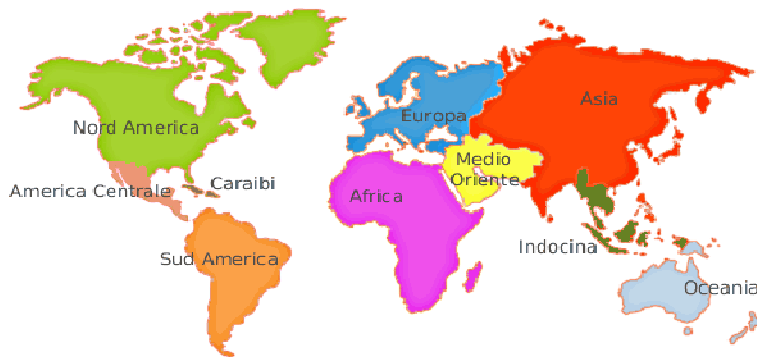 Nord America
America Centrale
Caraibi
Sud America
Europa
Asia
Medio
Oriente
Africa
Indocina
Oceania